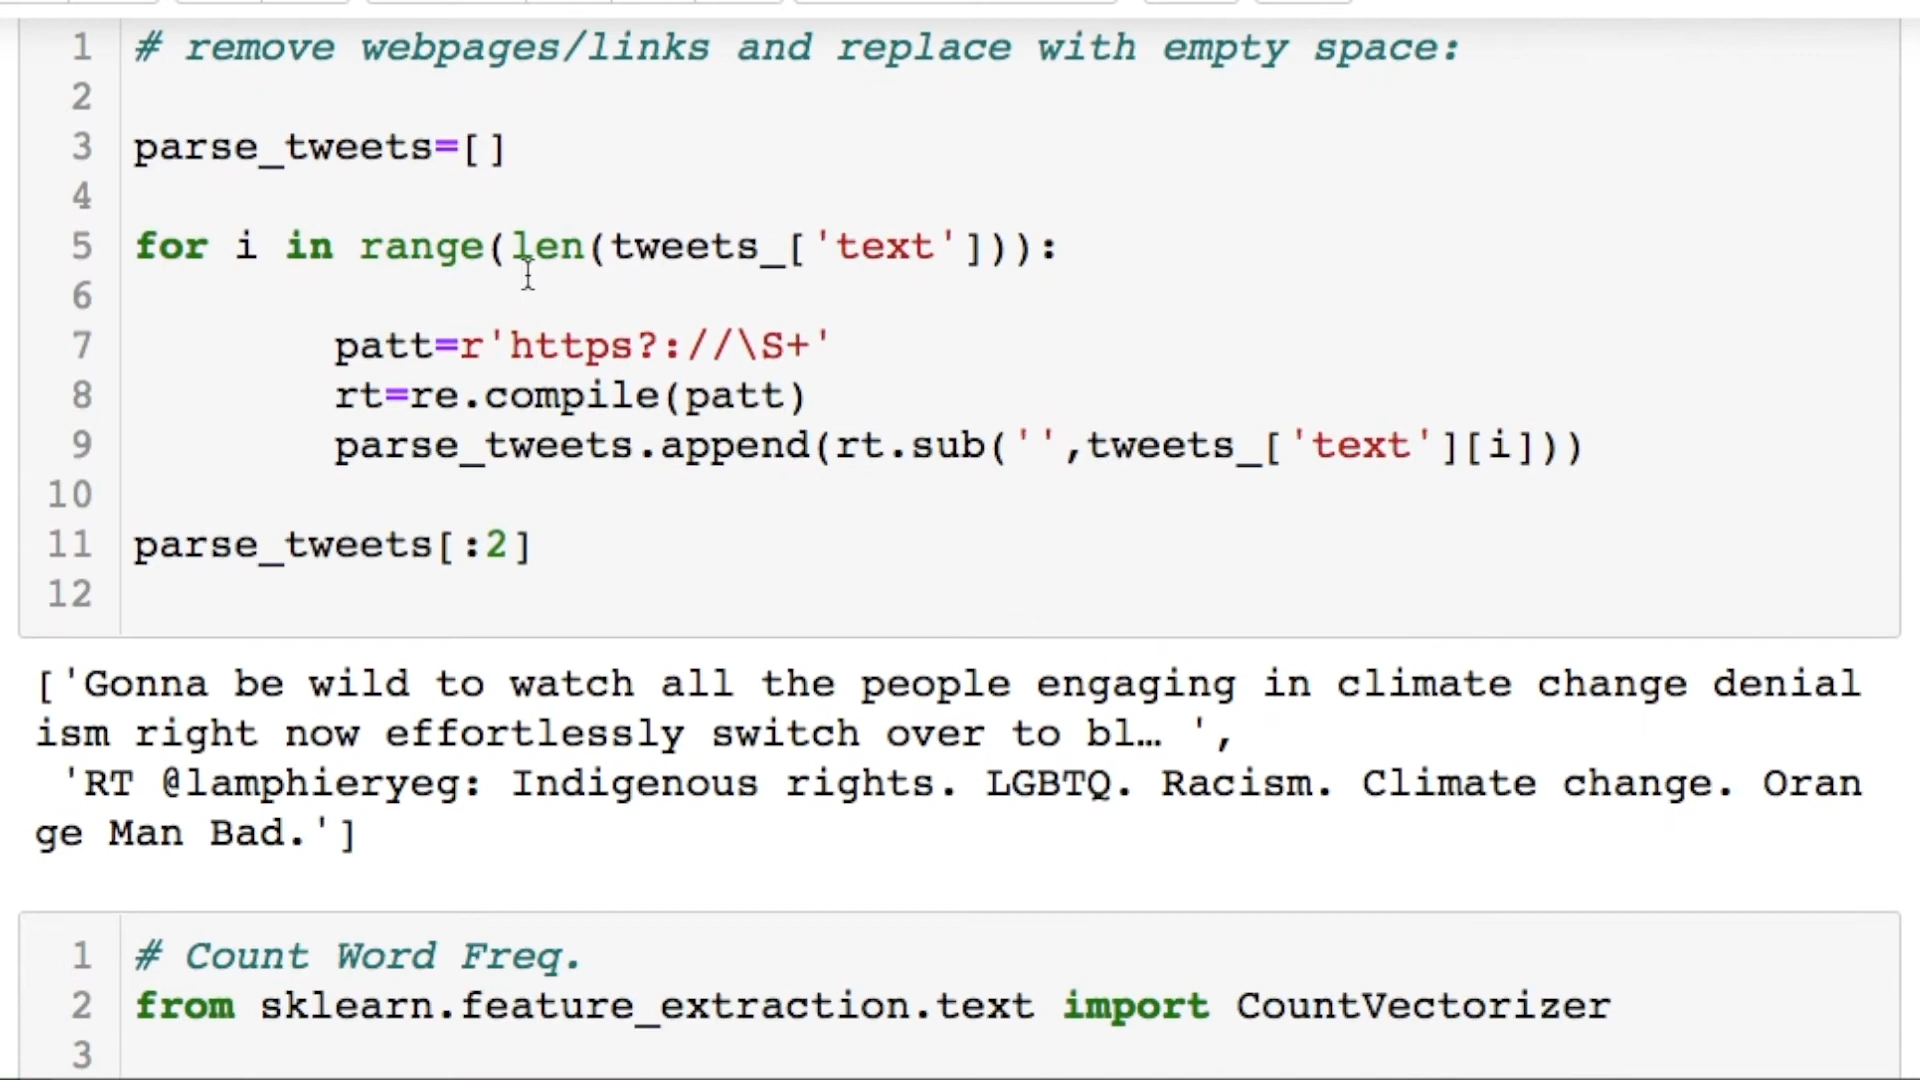 1 # remove webpages/links and replace with empty space:
2
3 parse_tweets=[]
4
5 for i in range(len(tweets_['text'])):
6
7         patt=r'https?://\S+'
8         rt=re.compile(patt)
9         parse_tweets.append(rt.sub('',tweets_['text'][i]))
10
11 parse_tweets[:2]
12
['Gonna be wild to watch all the people engaging in climate change denial
ism right now effortlessly switch over to bl… ',
 'RT @lamphieryeg: Indigenous rights. LGBTQ. Racism. Climate change. Oran
ge Man Bad.']
1 # Count Word Freq.
2 from sklearn.feature_extraction.text import CountVectorizer
3